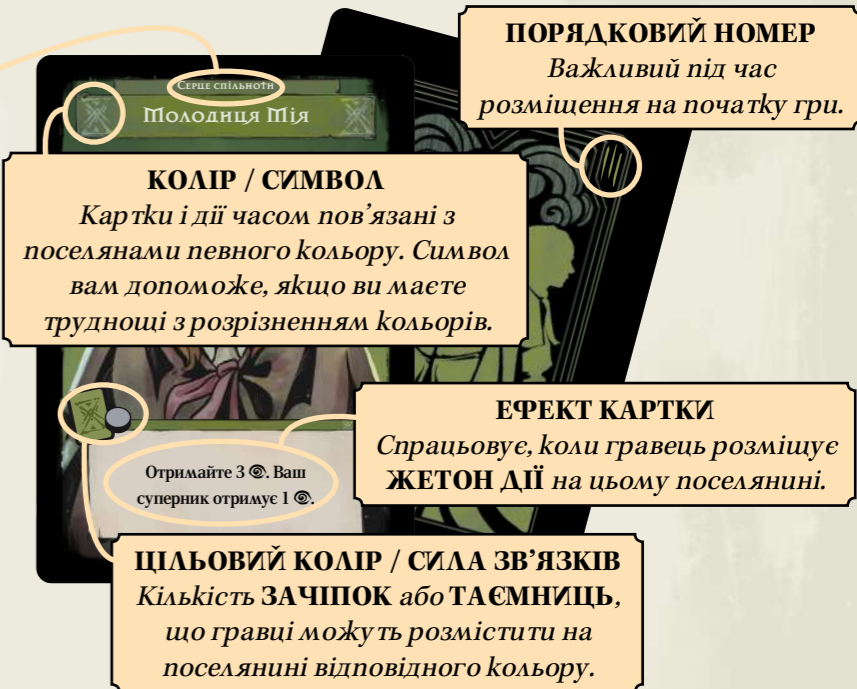 ПОРЯДКОВИЙ НОМЕР
Важливий під час
розміщення на початку гри.
Серце спільноти
Молодиця Мія
КОЛІР / СИМВОЛ
Картки і дії часом пов’язані з
поселянами певного кольору. Символ
вам допоможе, якщо ви маєте
труднощі з розрізненням кольорів.
ЕФЕКТ КАРТКИ
Спрацьовує, коли гравець розміщує
ЖЕТОН ДІЇ на цьому поселянині.
Отримайте 3 . Ваш
суперник отримує 1 .
ЦІЛЬОВИЙ КОЛІР / СИЛА ЗВ’ЯЗКІВ
Кількість ЗАЧІПОК або ТАЄМНИЦЬ,
що гравці можуть розмістити на
поселянині відповідного кольору.